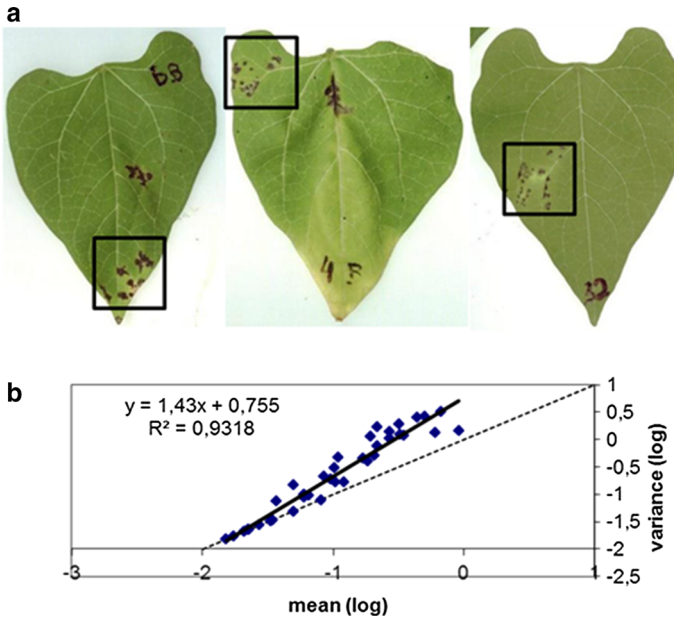 a
b8
4 F
32
b
y = 1,43x + 0,755
R² = 0,9318
1
0,5
0
-0,5
-1
-1,5
-2
-2,5
variance (log)
-3
-2
-1
0
1
mean (log)